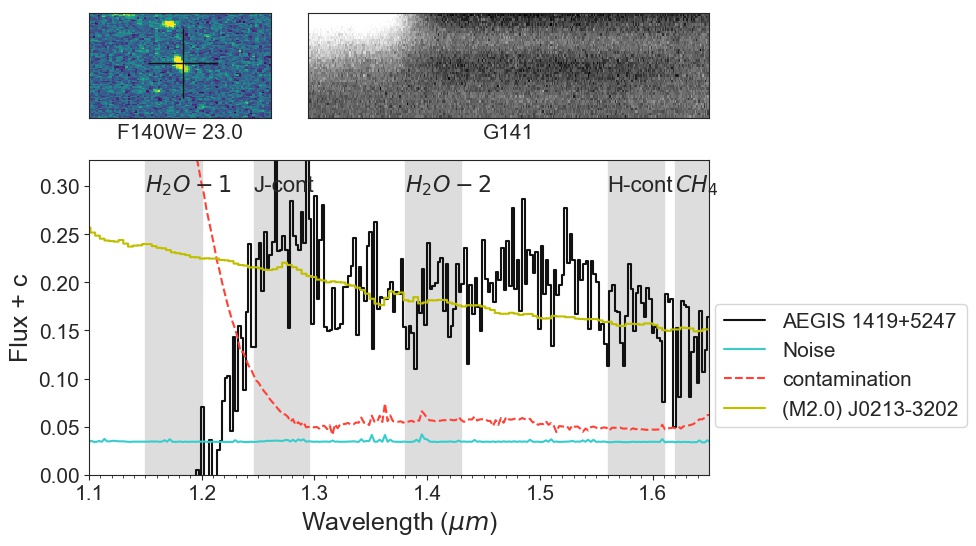 F140W= 23.0
G141
H₂O − 1
J-cont
H₂O − 2
H-cont
CH₄
0.30
0.25
0.20
0.15
0.10
0.05
0.00
Flux + c
1.1
1.2
1.3
1.4
1.5
1.6
Wavelength (μm)
AEGIS 1419+5247
Noise
contamination
(M2.0) J0213-3202